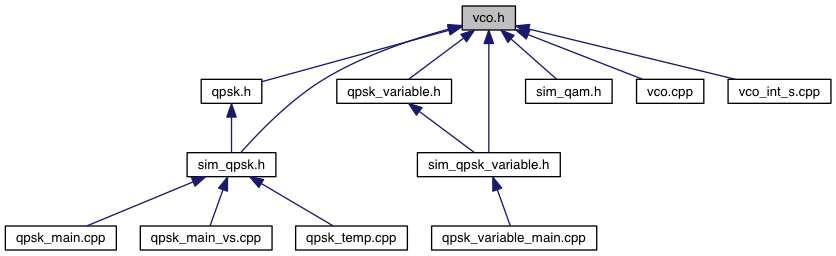 vco.h
qpsk.h
qpsk_variable.h
sim_qam.h
vco.cpp
vco_int_s.cpp
sim_qpsk.h
sim_qpsk_variable.h
qpsk_main.cpp
qpsk_main_vs.cpp
qpsk_temp.cpp
qpsk_variable_main.cpp